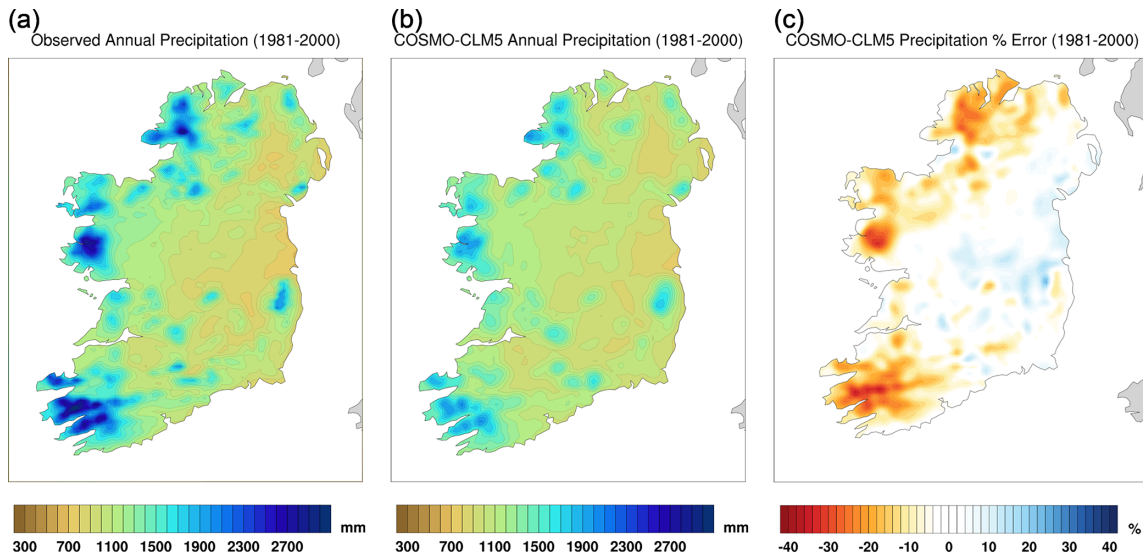 (a)
Observed Annual Precipitation (1981-2000)
(b)
COSMO-CLM5 Annual Precipitation (1981-2000)
(c)
COSMO-CLM5 Precipitation % Error (1981-2000)
300 700 1100 1500 1900 2300 2700 mm
300 700 1100 1500 1900 2300 2700 mm
-40 -30 -20 -10 0 10 20 30 40 %